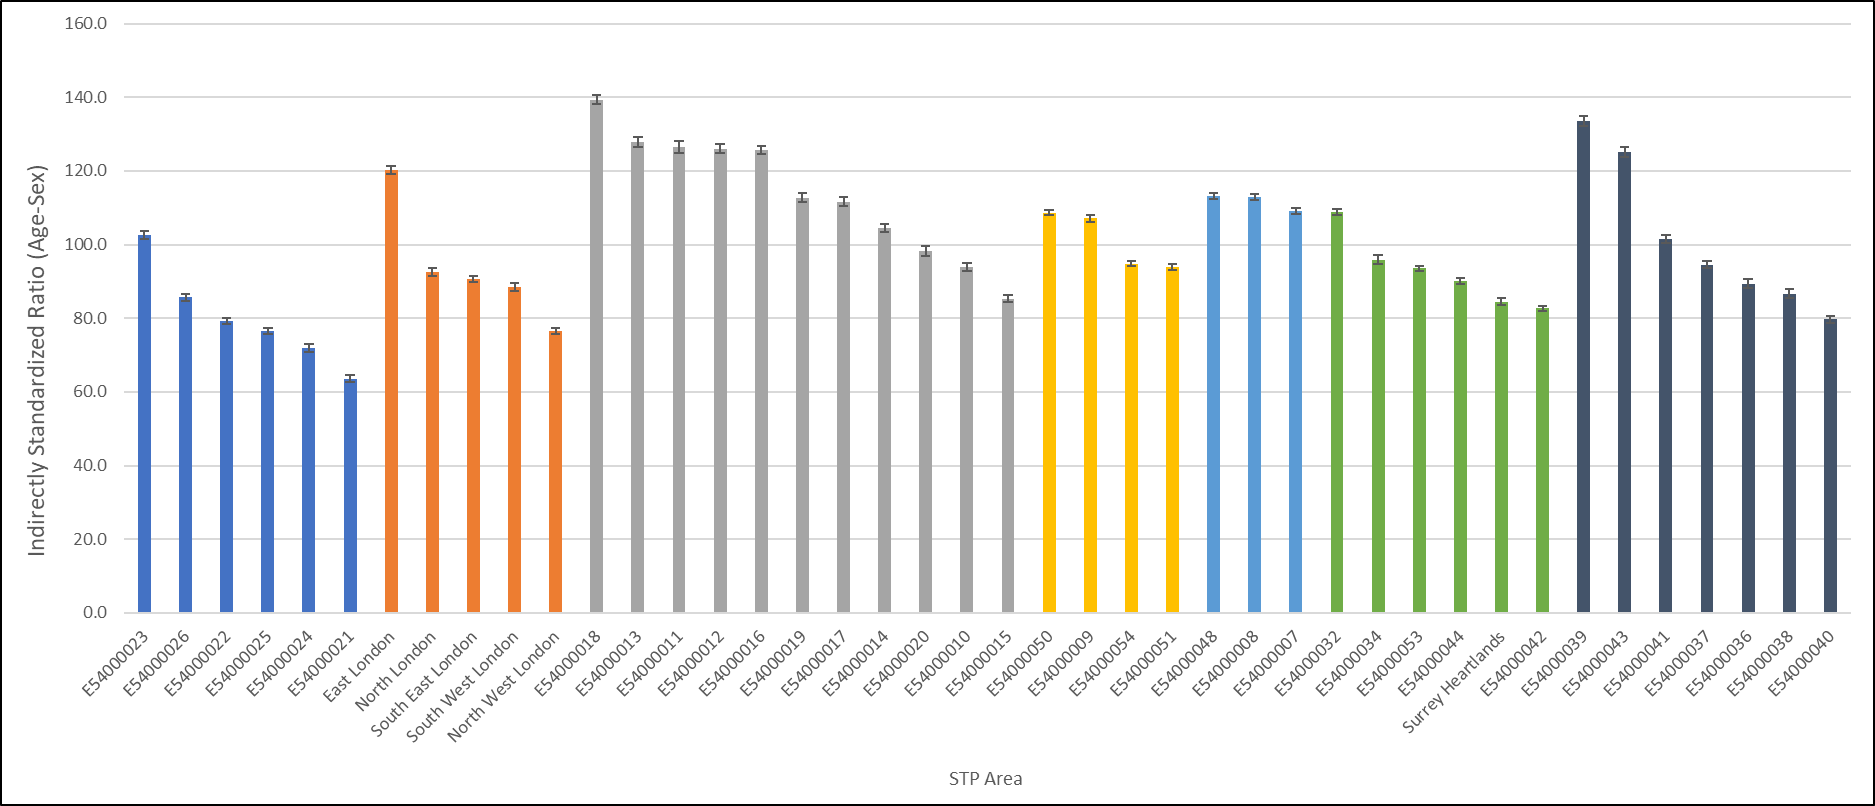 Indirectly Standardized Ratio (Age-Sex)
160.0
140.0
120.0
100.0
80.0
60.0
40.0
20.0
0.0
E54000023
E54000026
E54000022
E54000025
E54000024
E54000021
East London
North London
South East London
South West London
North West London
E54000018
E54000013
E54000011
E54000012
E54000016
E54000019
E54000017
E54000014
E54000020
E54000010
E54000015
E54000050
E54000009
E54000054
E54000051
E54000048
E54000008
E54000007
E54000032
E54000034
E54000053
E54000044
Surrey Heartlands
E54000042
E54000039
E54000043
E54000041
E54000037
E54000036
E54000038
E54000040
STP Area